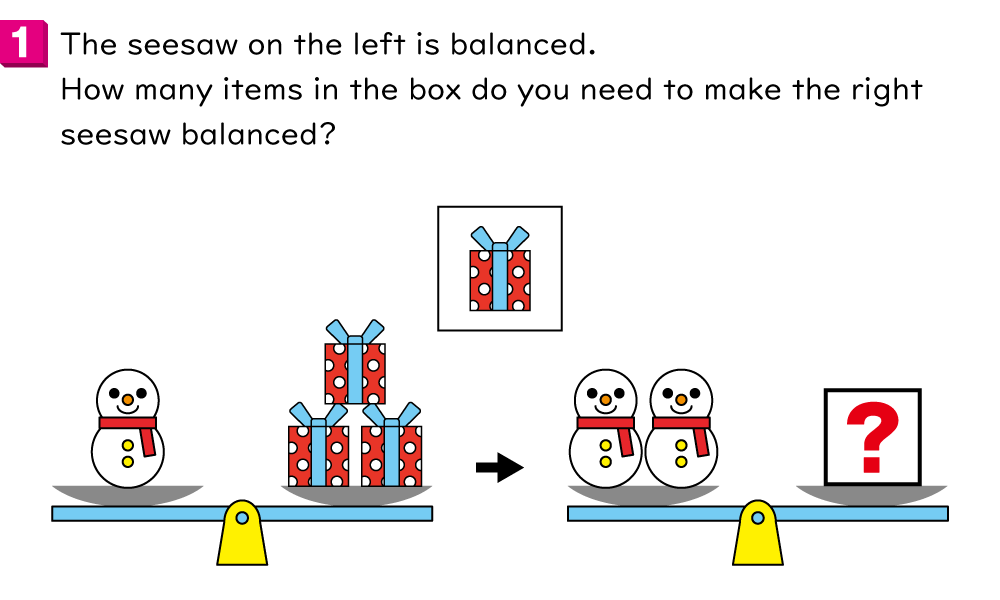 1 The seesaw on the left is balanced.
How many items in the box do you need to make the right
seesaw balanced?
?